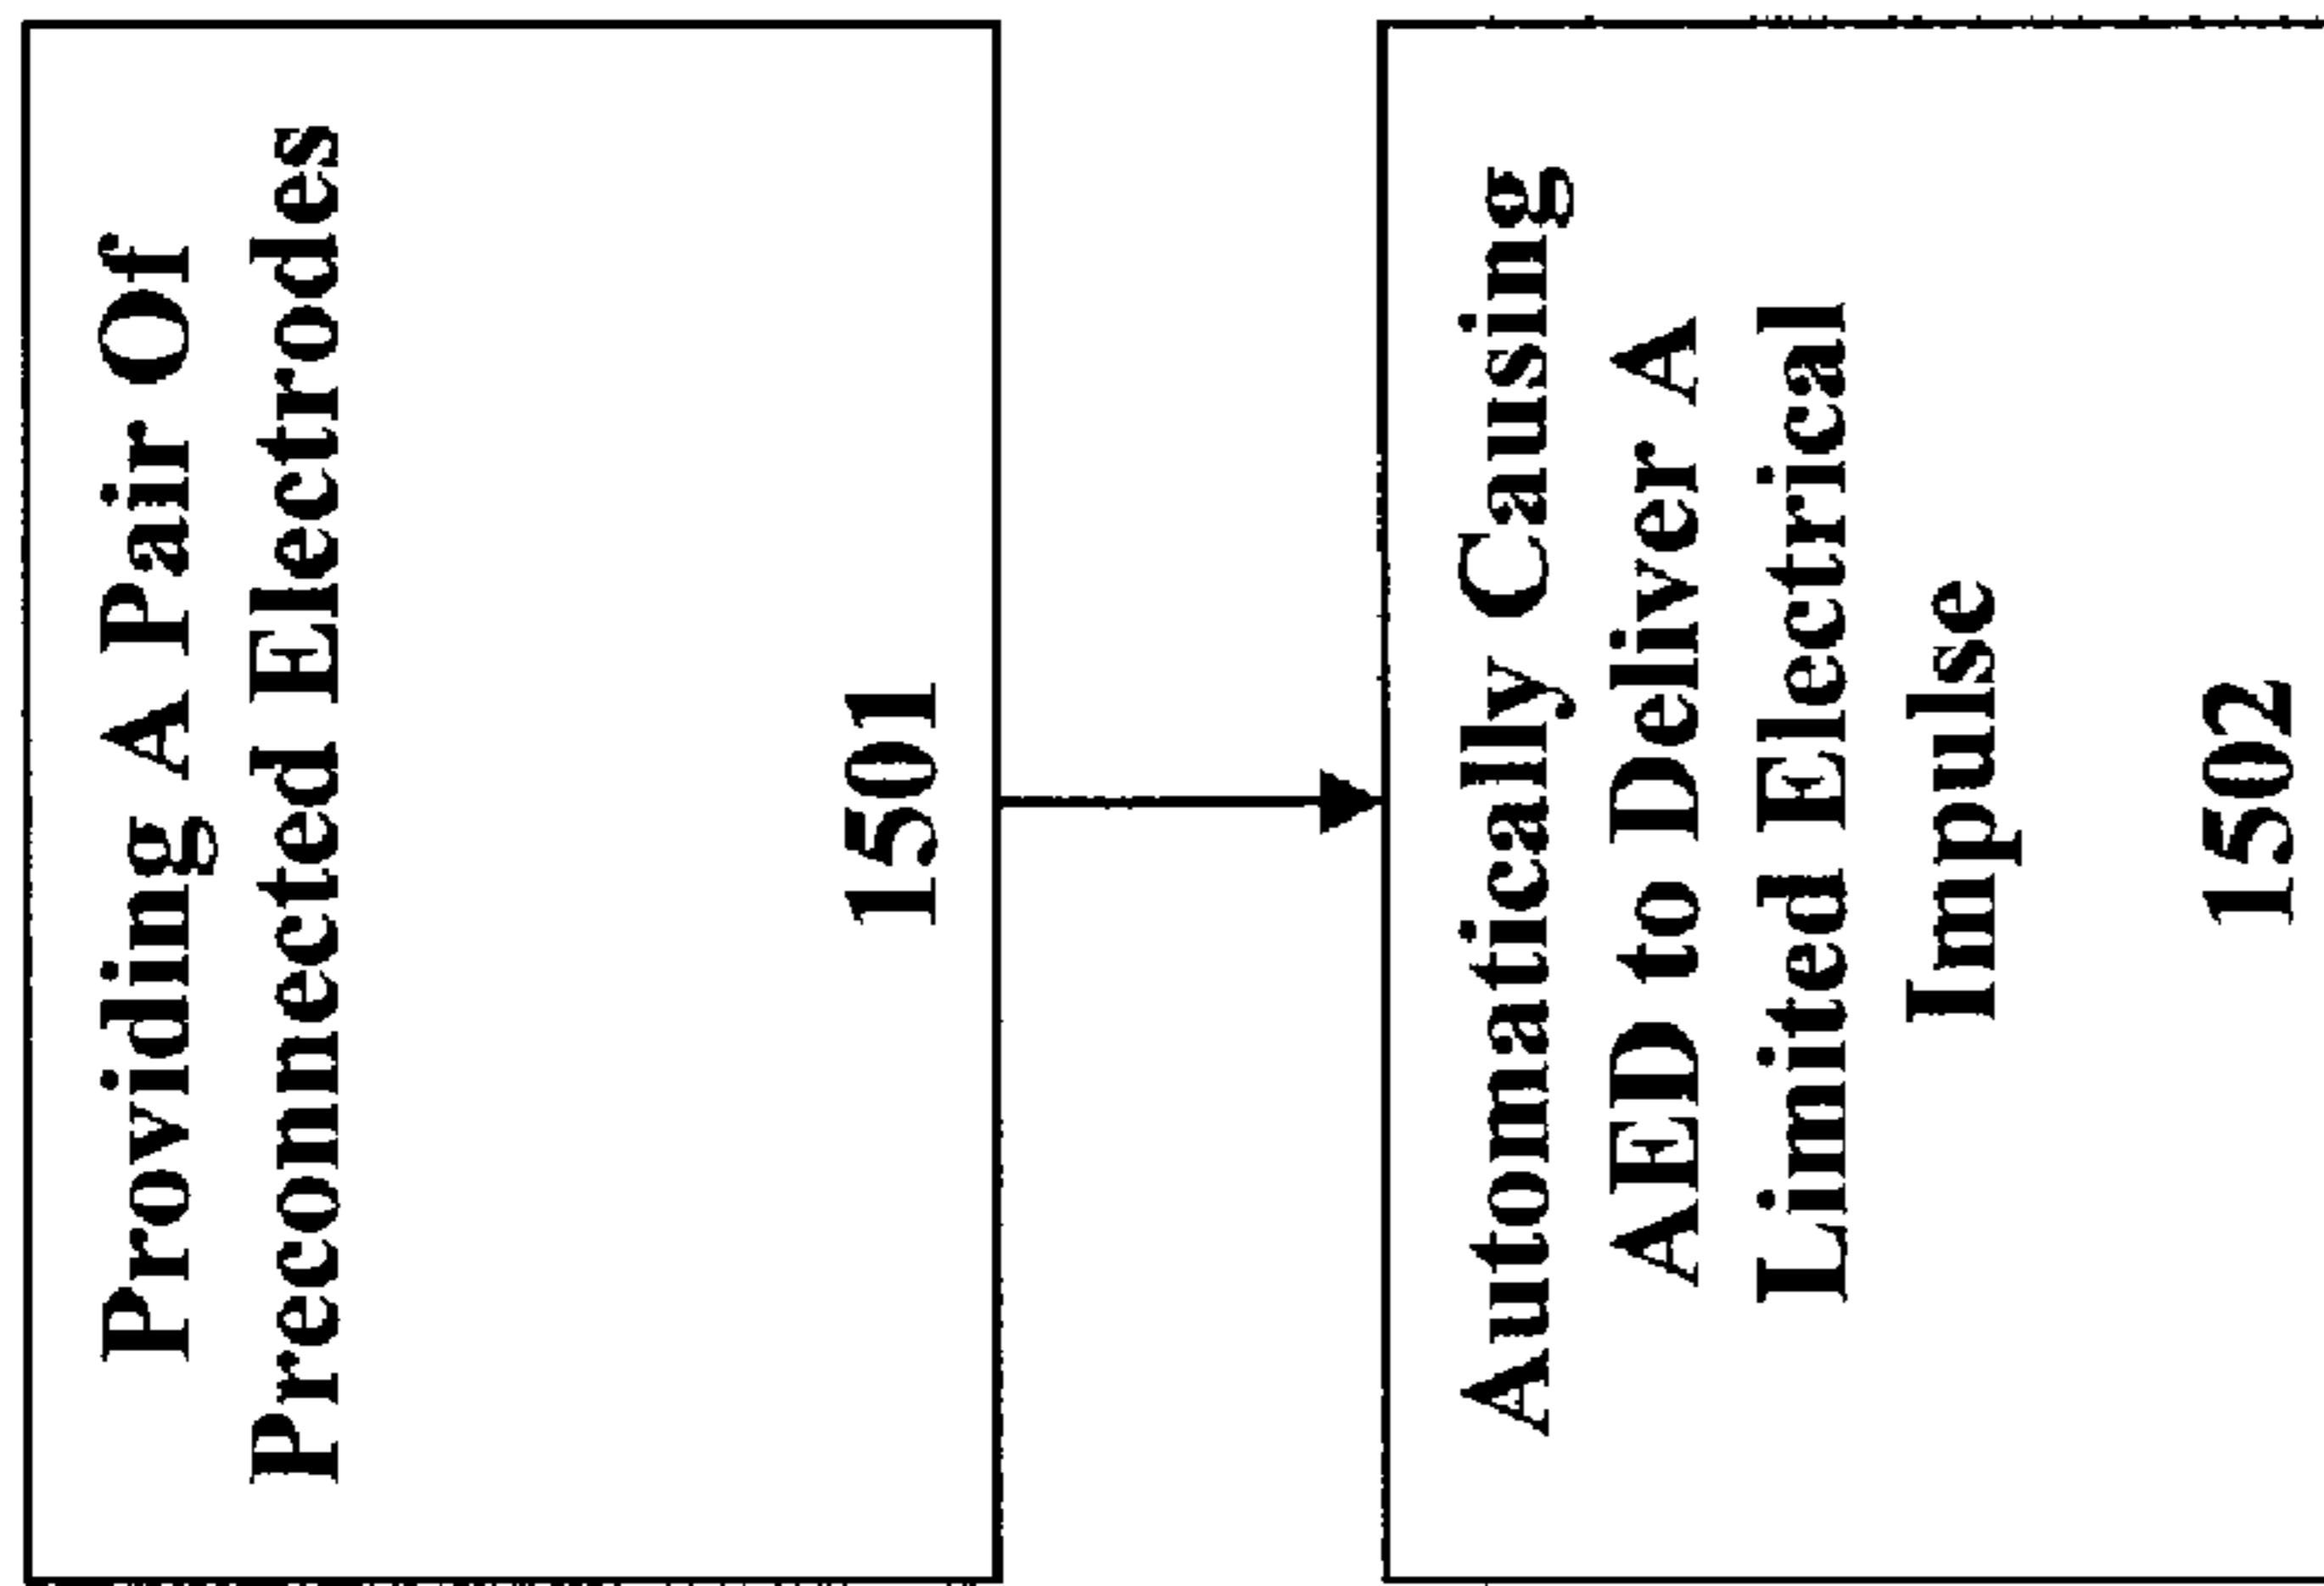 Providing A Pair Of
Preconnected Electrodes
1501
Automatically Causing
AED to Deliver A
Limited Electrical
Impulse
1502